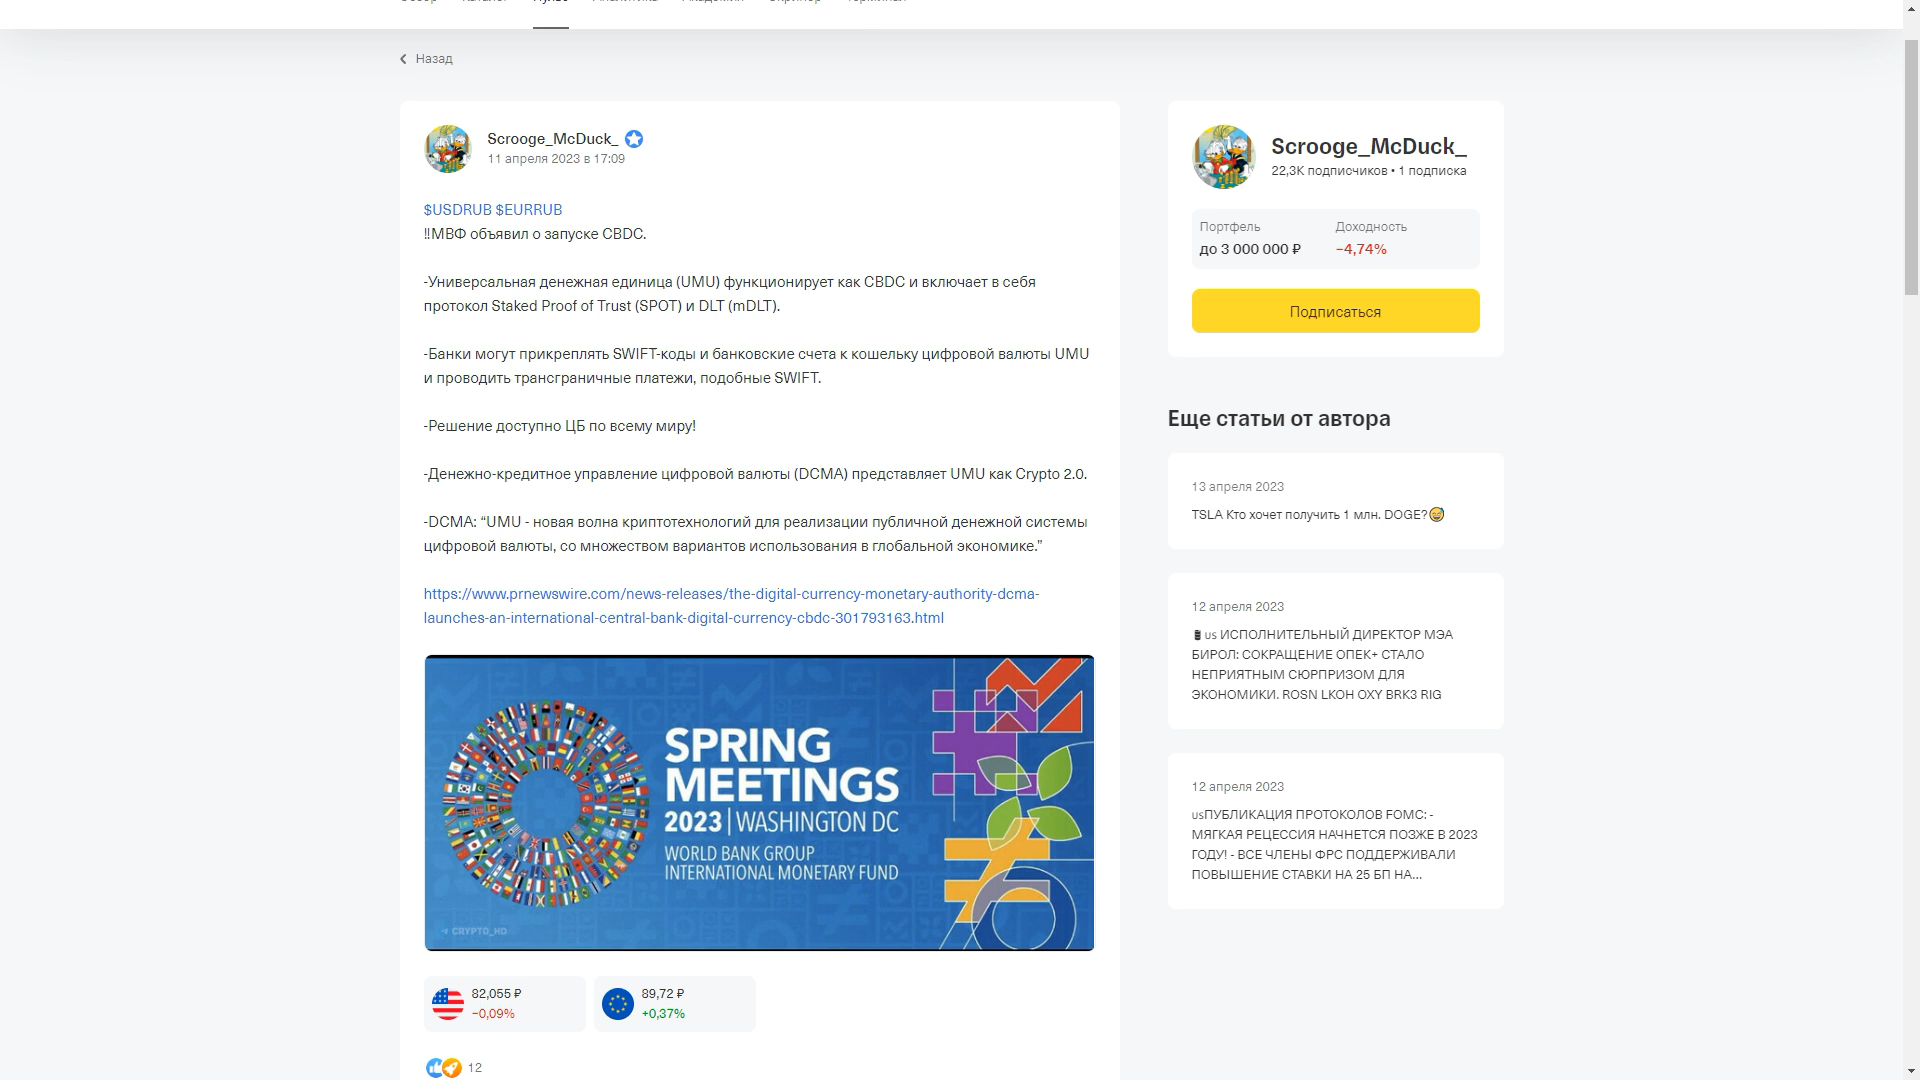 Обзор Каталог Пульс Аналитика Академия Скринер Терминал
Назад
Scrooge_McDuck_
11 апреля 2023 в 17:09
$USDRUB $EURRUB
‼МВФ объявил о запуске CBDC.
-Универсальная денежная единица (UMU) функционирует как CBDC и включает в себя
протокол Staked Proof of Trust (SPOT) и DLT (mDLT).
-Банки могут прикреплять SWIFT-коды и банковские счета к кошельку цифровой валюты UMU
и проводить трансграничные платежи, подобные SWIFT.
-Решение доступно ЦБ по всему миру!
-Денежно-кредитное управление цифровой валюты (DCMA) представляет UMU как Crypto 2.0.
-DCMA: “UMU - новая волна криптотехнологий для реализации публичной денежной системы
цифровой валюты, со множеством вариантов использования в глобальной экономике.”
https://www.prnewswire.com/news-releases/the-digital-currency-monetary-authority-dcma-
launches-an-international-central-bank-digital-currency-cbdc-301793163.html
SPRING
MEETINGS
2023 | WASHINGTON DC
WORLD BANK GROUP
INTERNATIONAL MONETARY FUND
CRYPTO_HD
82,055 ₽
−0,09%
89,72 ₽
+0,37%
12
Scrooge_McDuck_
22,3K подписчиков • 1 подписка
Портфель
до 3 000 000 ₽
Доходность
−4,74%
Подписаться
Еще статьи от автора
13 апреля 2023
TSLA Кто хочет получить 1 млн. DOGE?😅
12 апреля 2023
🛢us ИСПОЛНИТЕЛЬНЫЙ ДИРЕКТОР МЭА
БИРОЛ: СОКРАЩЕНИЕ ОПЕК+ СТАЛО
НЕПРИЯТНЫМ СЮРПРИЗОМ ДЛЯ
ЭКОНОМИКИ. ROSN LKOH OXY BRK3 RIG
12 апреля 2023
usПУБЛИКАЦИЯ ПРОТОКОЛОВ FOMC: -
МЯГКАЯ РЕЦЕССИЯ НАЧНЕТСЯ ПОЗЖЕ В 2023
ГОДУ! - ВСЕ ЧЛЕНЫ ФРС ПОДДЕРЖИВАЛИ
ПОВЫШЕНИЕ СТАВКИ НА 25 БП НА...